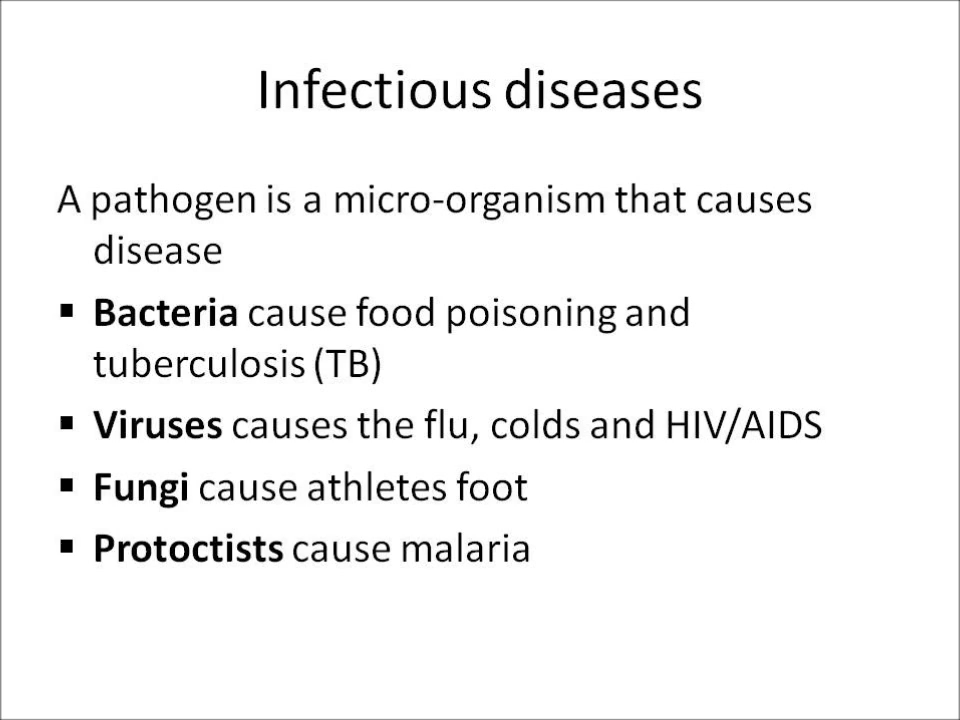 Infectious diseases
A pathogen is a micro-organism that causes
disease
▪ Bacteria cause food poisoning and
tuberculosis (TB)
▪ Viruses causes the flu, colds and HIV/AIDS
▪ Fungi cause athletes foot
▪ Protoctists cause malaria